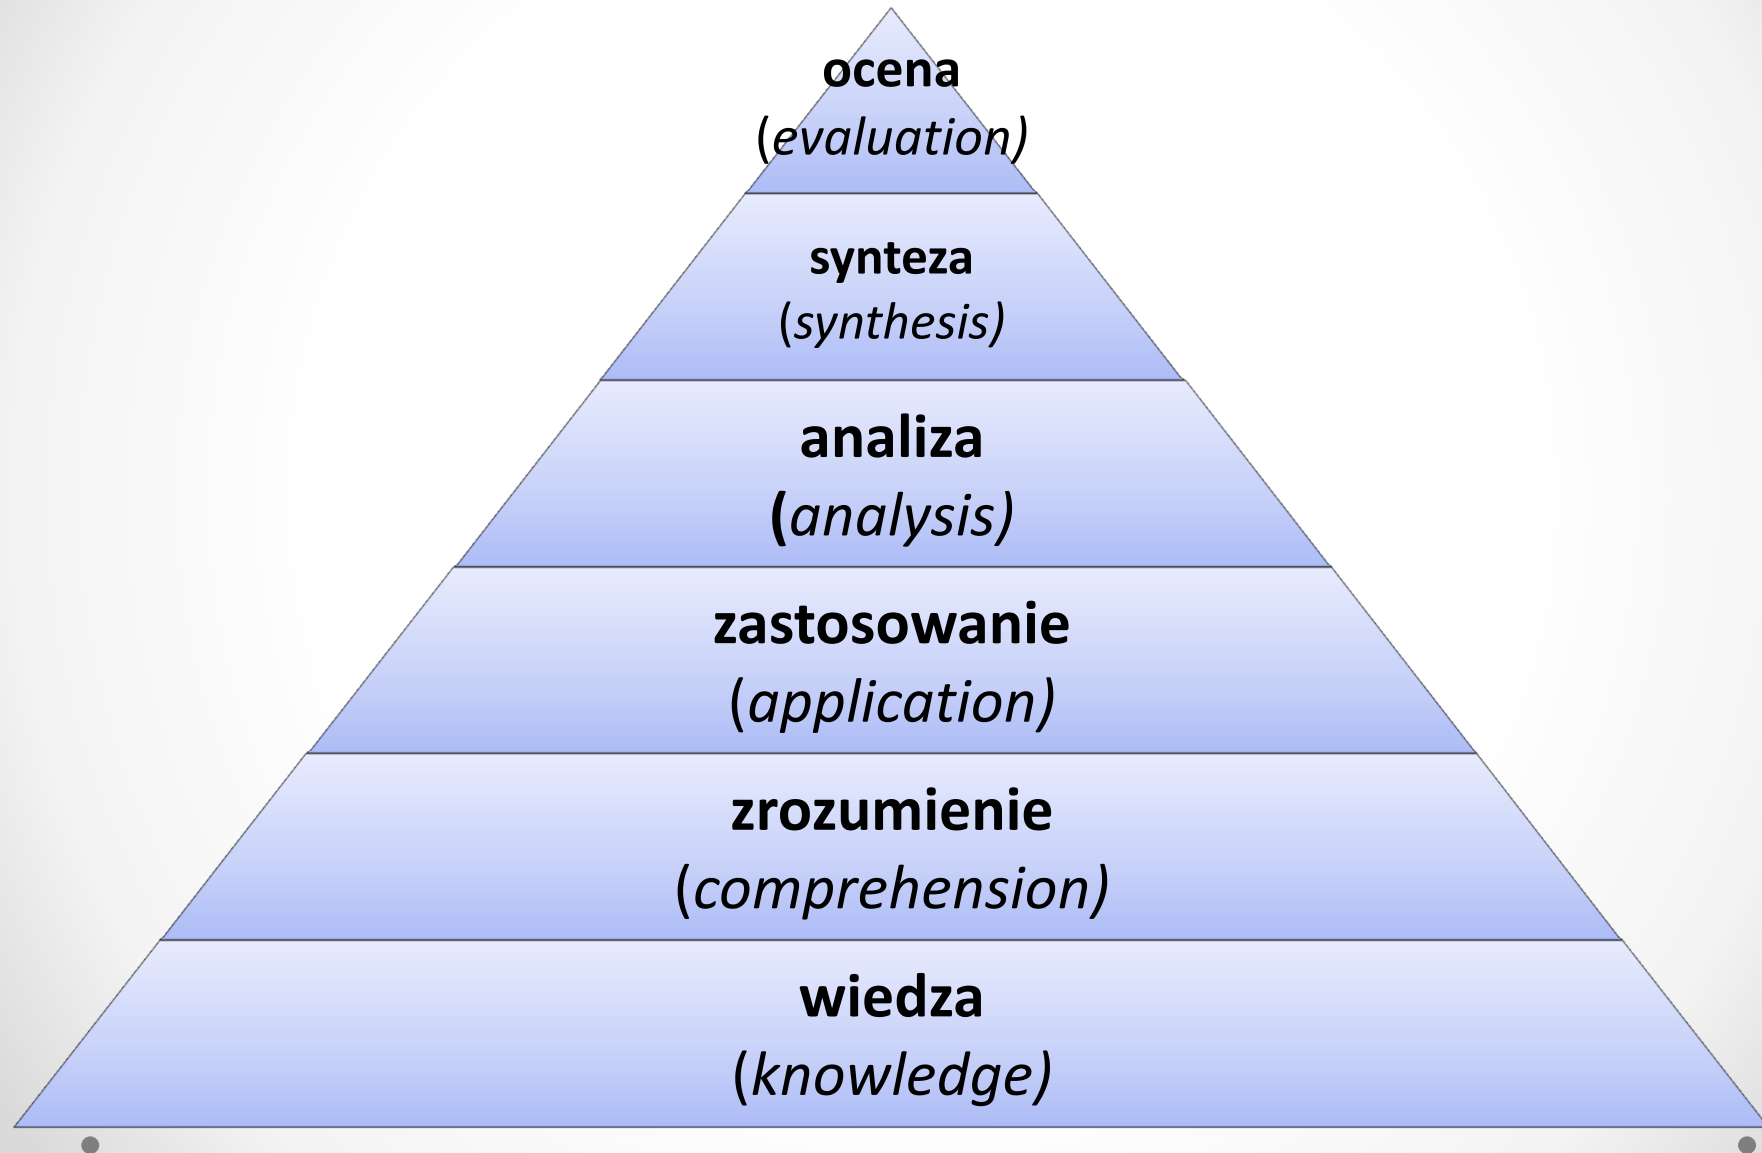 ocena
(evaluation)
synteza
(synthesis)
analiza
(analysis)
zastosowanie
(application)
zrozumienie
(comprehension)
wiedza
(knowledge)